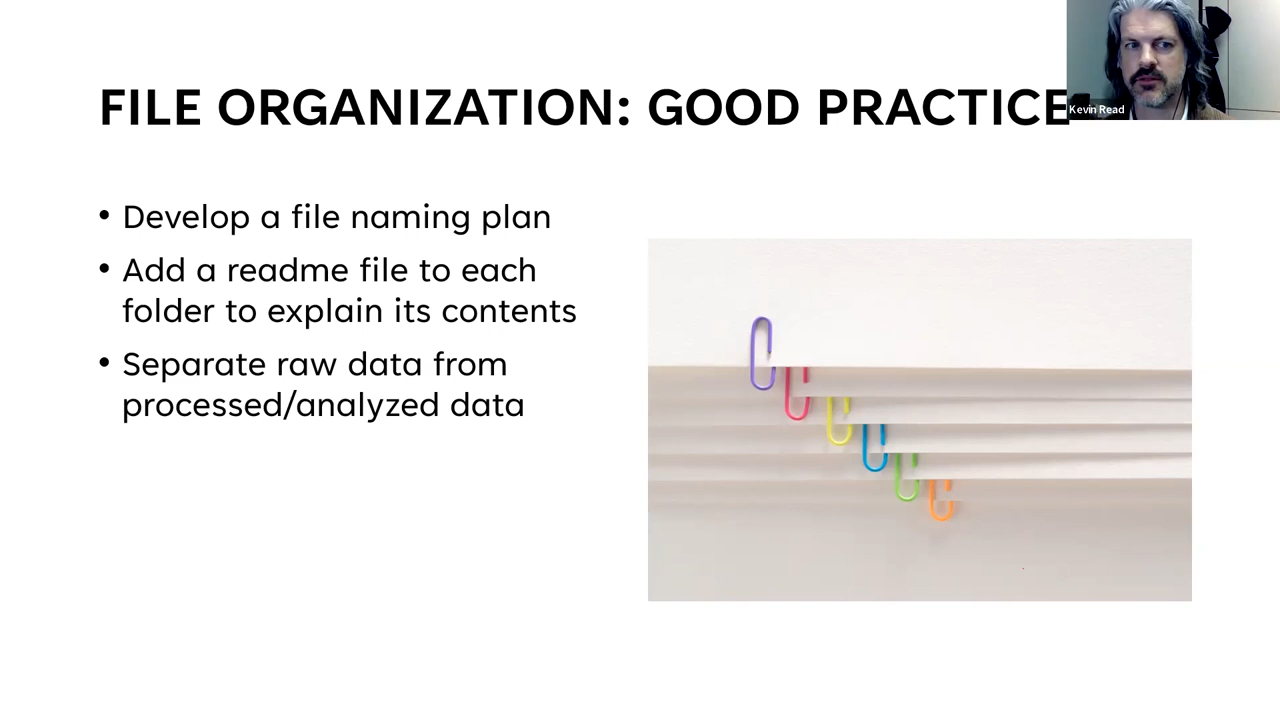 FILE ORGANIZATION: GOOD PRACTICE
Kevin Read
• Develop a file naming plan
• Add a readme file to each
folder to explain its contents
• Separate raw data from
processed/analyzed data